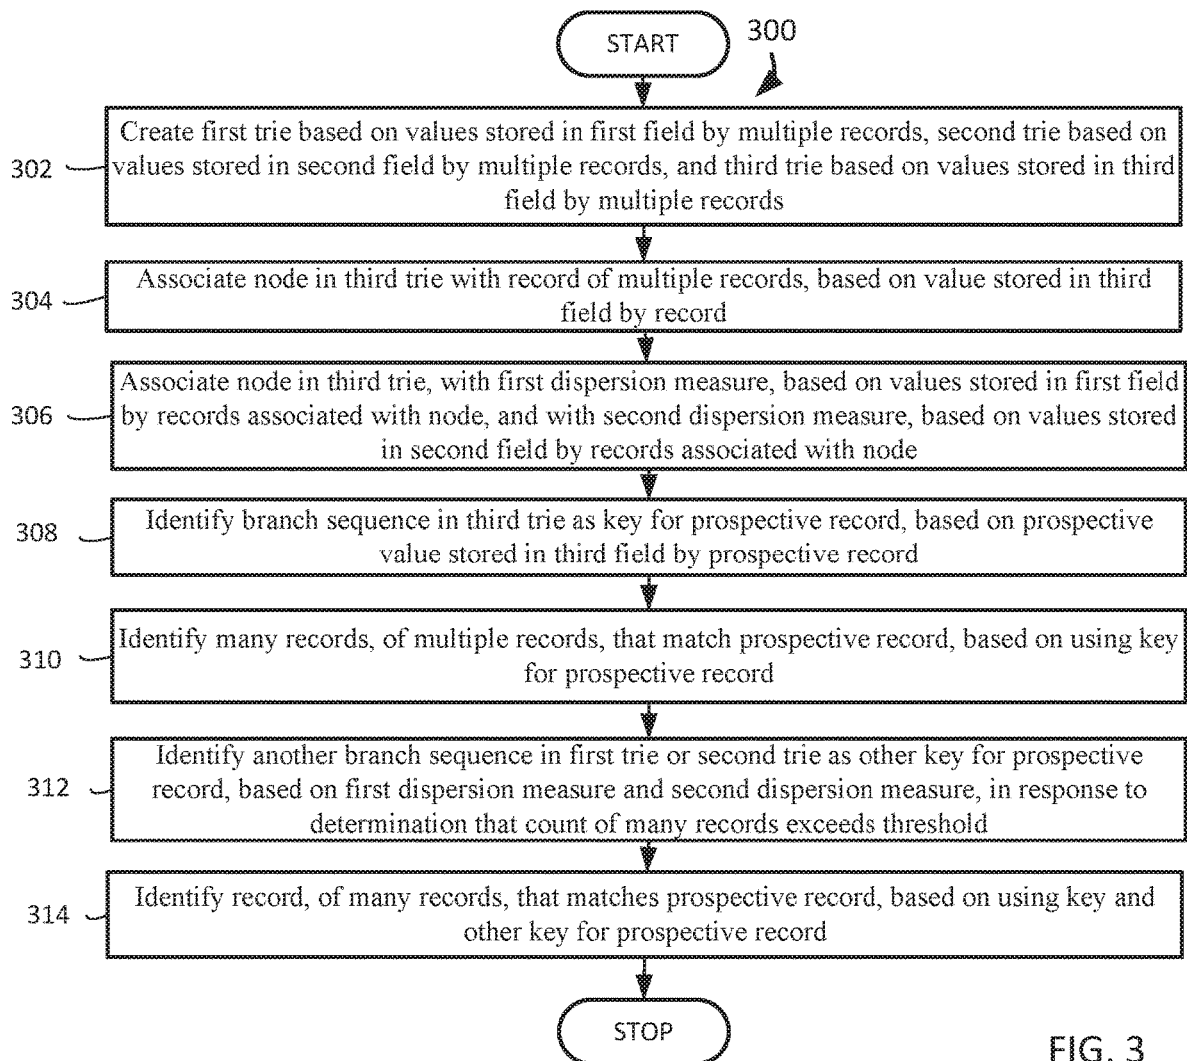 START
300
Create first trie based on values stored in first field by multiple records, second trie based on
values stored in second field by multiple records, and third trie based on values stored in third
field by multiple records
302
Associate node in third trie with record of multiple records, based on value stored in third
field by record
304
Associate node in third trie, with first dispersion measure, based on values stored in first field
by records associated with node, and with second dispersion measure, based on values stored
in second field by records associated with node
306
Identify branch sequence in third trie as key for prospective record, based on prospective
value stored in third field by prospective record
308
Identify many records, of multiple records, that match prospective record, based on using key
for prospective record
310
Identify another branch sequence in first trie or second trie as other key for prospective
record, based on first dispersion measure and second dispersion measure, in response to
determination that count of many records exceeds threshold
312
Identify record, of many records, that matches prospective record, based on using key and
other key for prospective record
314
STOP
FIG. 3